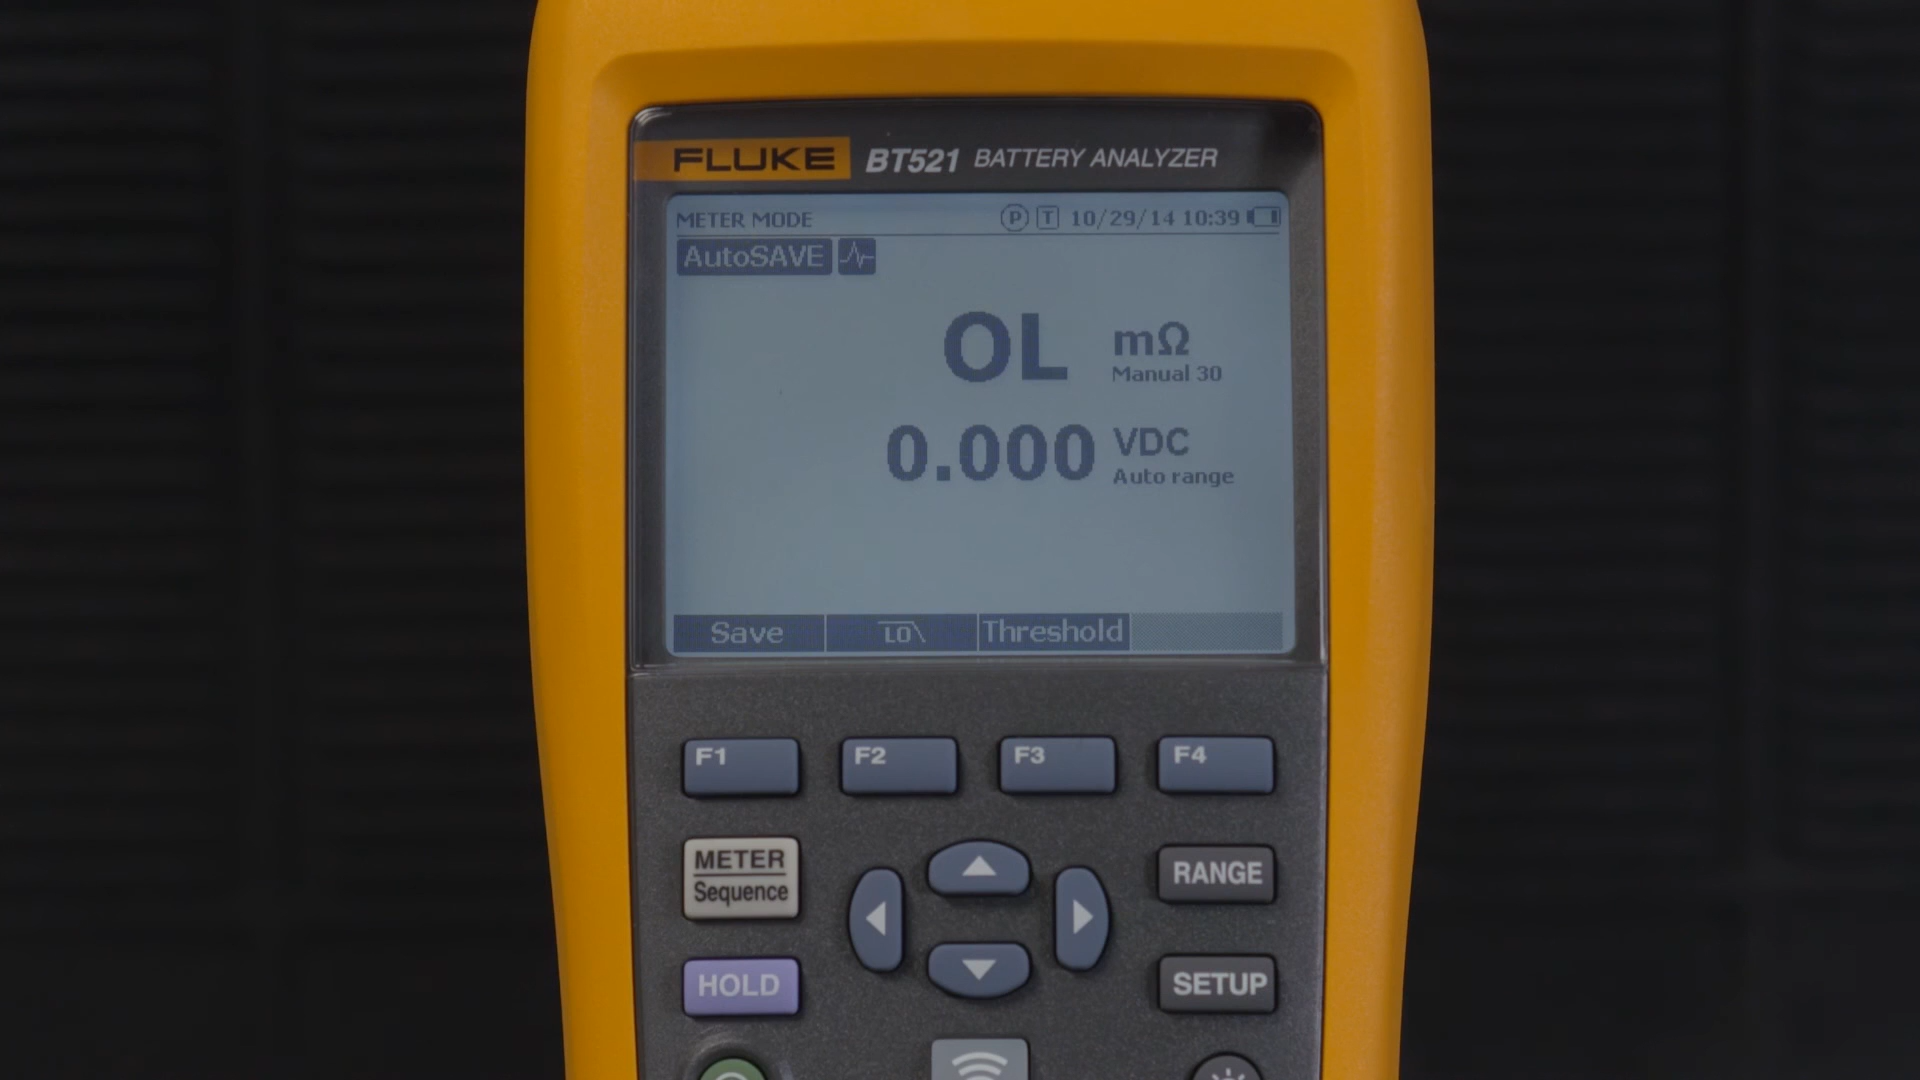 FLUKE BT521 BATTERY ANALYZER
METER MODE P T 10/29/14 10:39
AutoSAVE
OL mΩ
Manual 30
0.000 VDC
Auto range
Save LO Threshold
F1 F2 F3 F4
METER
Sequence
RANGE
HOLD
SETUP